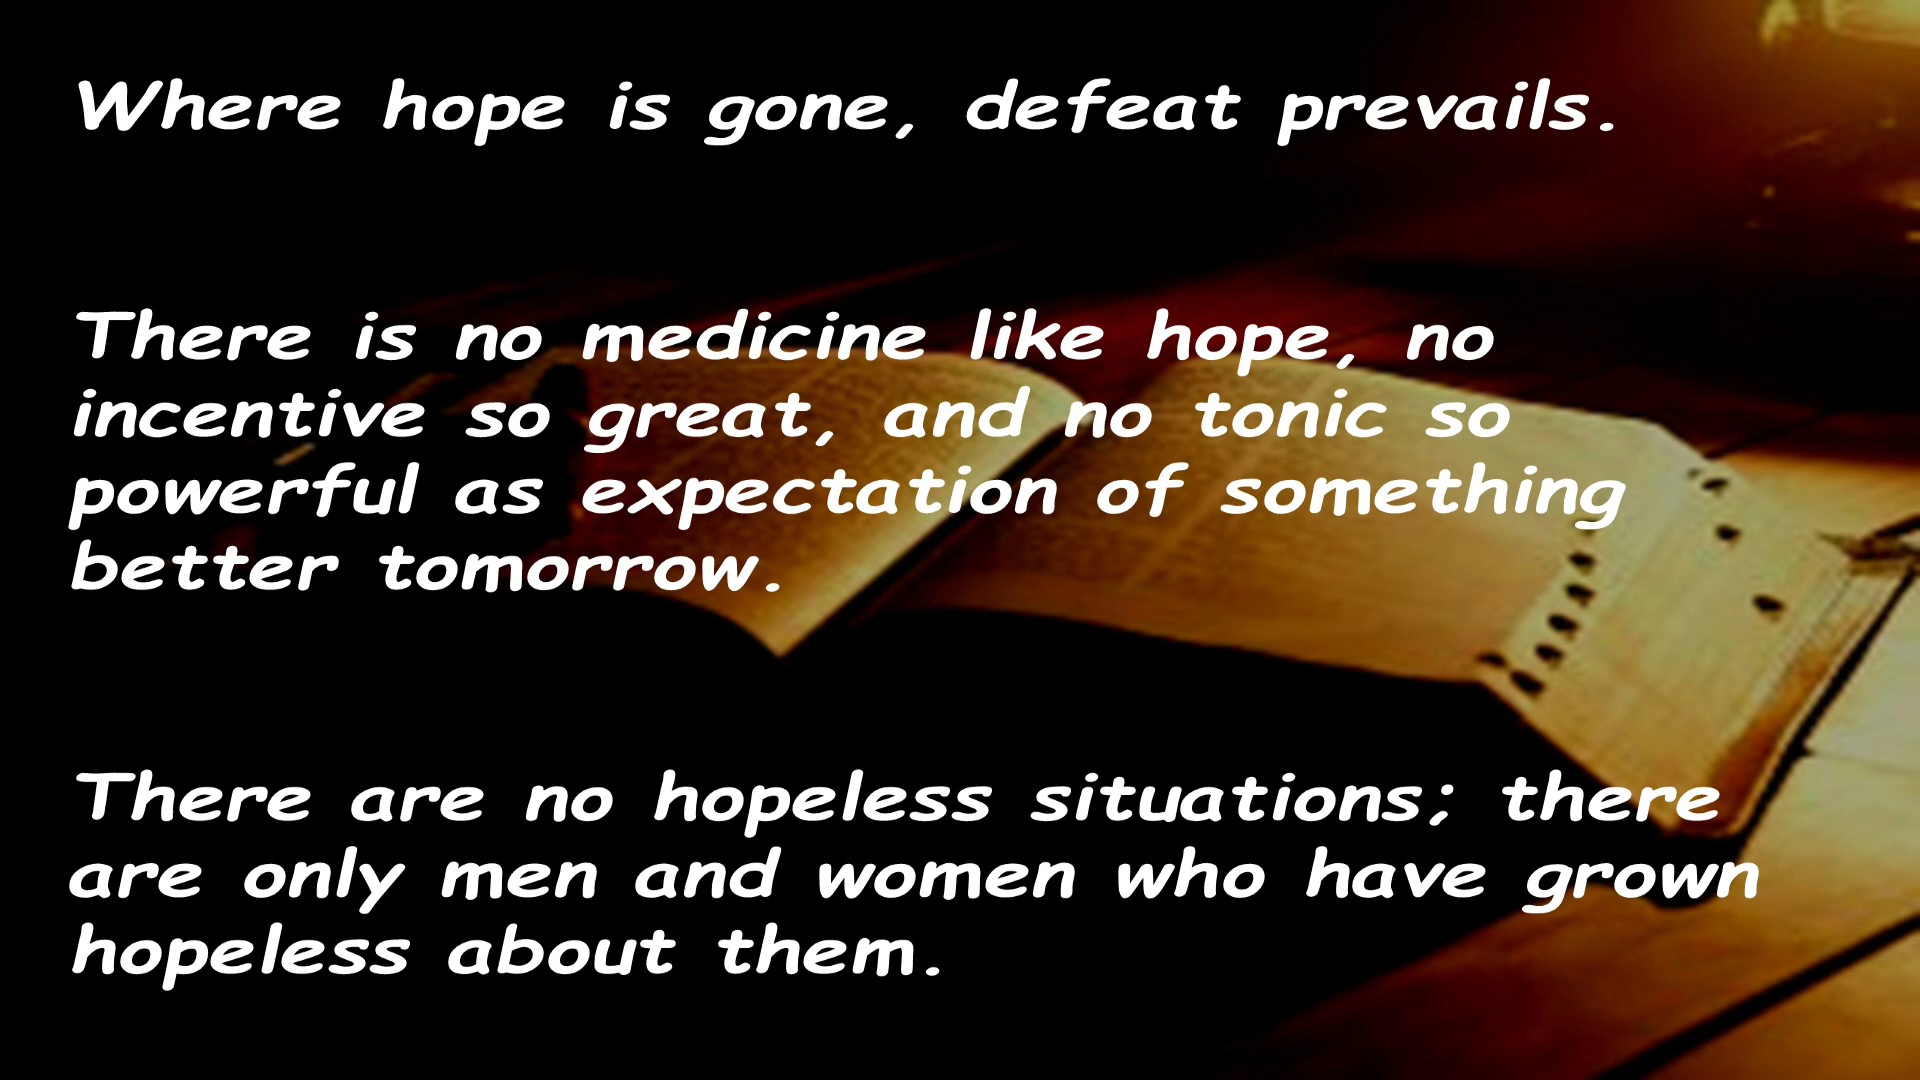 Where hope is gone, defeat prevails.
There is no medicine like hope, no
incentive so great, and no tonic so
powerful as expectation of something
better tomorrow.
There are no hopeless situations; there
are only men and women who have grown
hopeless about them.